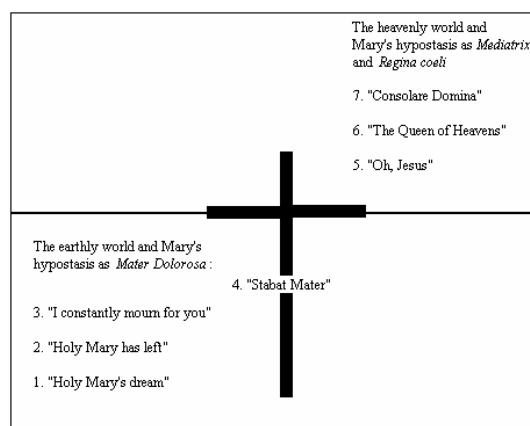 The heavenly world and
Mary's hypostasis as Mediatrix
and Regina coeli
7. "Consolare Domina"
6. "The Queen of Heavens"
5. "Oh, Jesus"
The earthly world and Mary's
hypostasis as Mater Dolorosa :
4. "Stabat Mater"
3. "I constantly mourn for you"
2. "Holy Mary has left"
1. "Holy Mary's dream"